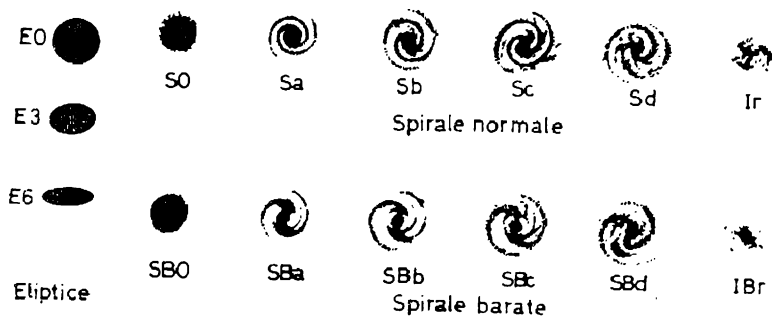 E0
S0 Sa Sb Sc Sd Ir
E3
Spirale normale
E6
SB0 SBa SBb SBc SBd IBr
Eliptice
Spirale barate